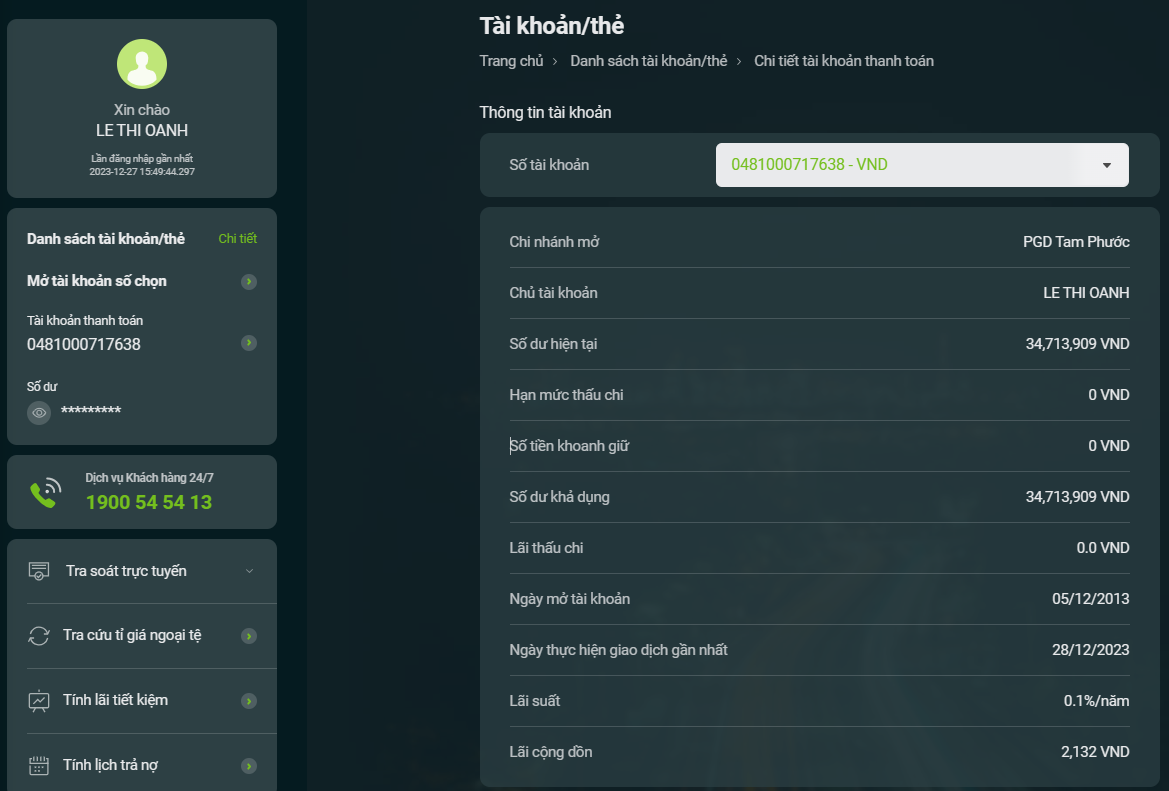 Xin chào
LE THI OANH
Lần đăng nhập gần nhất
2023-12-27 15:49:44.297
Danh sách tài khoản/thẻ Chi tiết
Mở tài khoản số chọn
Tài khoản thanh toán
0481000717638
Số dư
*********
Dịch vụ Khách hàng 24/7
1900 54 54 13
Tra soát trực tuyến
Tra cứu tỉ giá ngoại tệ
Tính lãi tiết kiệm
Tính lịch trả nợ
Tài khoản/thẻ
Trang chủ › Danh sách tài khoản/thẻ › Chi tiết tài khoản thanh toán
Thông tin tài khoản
Số tài khoản 0481000717638 - VND
Chi nhánh mở PGD Tam Phước
Chủ tài khoản LE THI OANH
Số dư hiện tại 34,713,909 VND
Hạn mức thấu chi 0 VND
Số tiền khoanh giữ 0 VND
Số dư khả dụng 34,713,909 VND
Lãi thấu chi 0.0 VND
Ngày mở tài khoản 05/12/2013
Ngày thực hiện giao dịch gần nhất 28/12/2023
Lãi suất 0.1%/năm
Lãi cộng dồn 2,132 VND